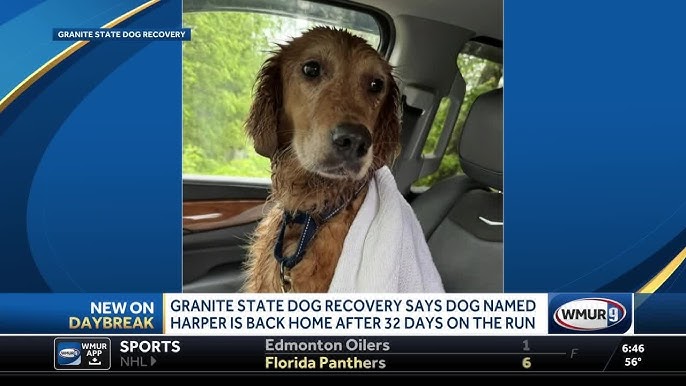 GRANITE STATE DOG RECOVERY
NEW ON
DAYBREAK
GRANITE STATE DOG RECOVERY SAYS DOG NAMED
HARPER IS BACK HOME AFTER 32 DAYS ON THE RUN
WMUR9
WMUR
APP
SPORTS
NHL
Edmonton Oilers 1
Florida Panthers 6
F
6:46
56°